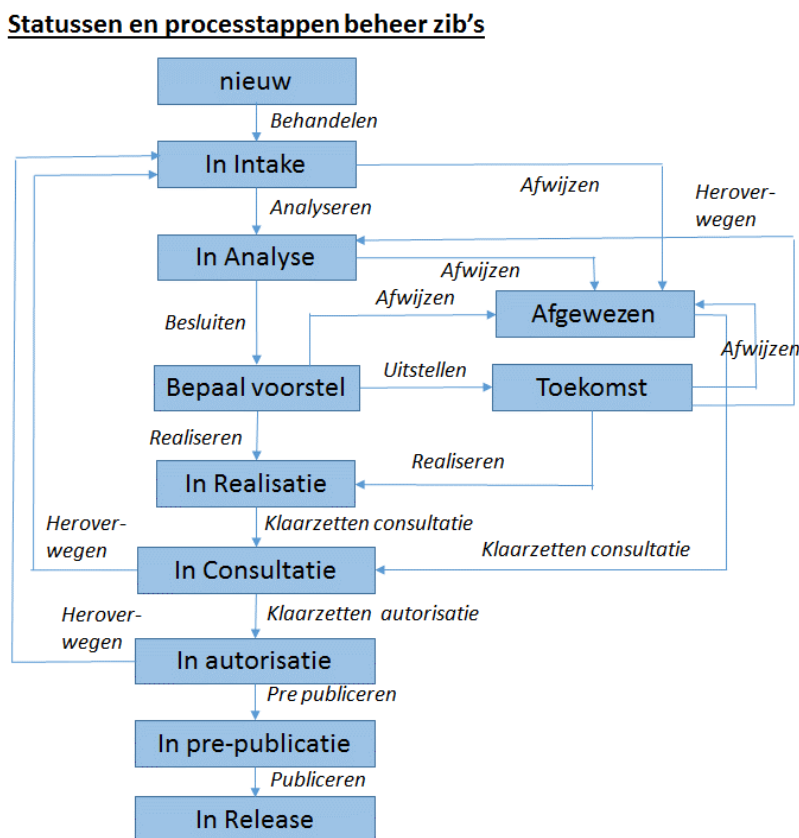 Statussen en processtappen beheer zib's
nieuw
Behandelen
In Intake
Afwijzen
Analyseren
Herover-
wegen
In Analyse
Afwijzen
Afwijzen
Afgewezen
Besluiten
Afwijzen
Uitstellen
Bepaal voorstel
Toekomst
Realiseren
Realiseren
In Realisatie
Herover-
wegen
Klaarzetten consultatie
Klaarzetten consultatie
In Consultatie
Herover-
wegen
Klaarzetten autorisatie
In autorisatie
Pre publiceren
In pre-publicatie
Publiceren
In Release